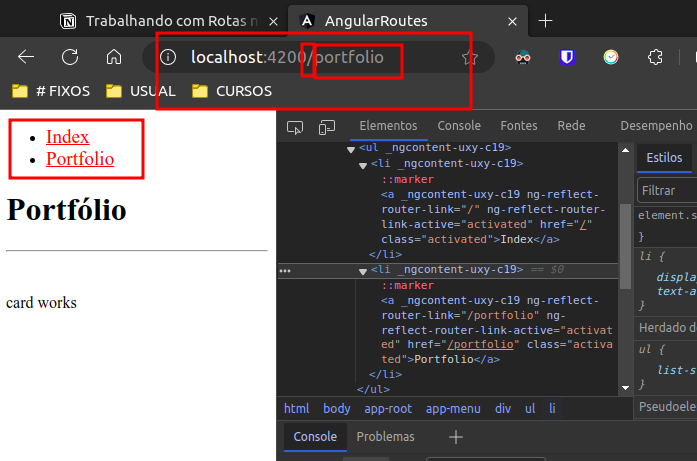 Trabalhando com Rotas n
AngularRoutes
localhost:4200/portfolio
# FIXOS
USUAL
CURSOS
Index
Portfolio
Portfólio
card works
Elementos
Console
Fontes
Rede
Desempenho
<ul _ngcontent-uxy-c19>
<li _ngcontent-uxy-c19>
::marker
<a _ngcontent-uxy-c19 ng-reflect-
router-link="/" ng-reflect-router-
link-active="activated" href="/"
class="activated">Index</a>
</li>
<li _ngcontent-uxy-c19> == $0
::marker
<a _ngcontent-uxy-c19 ng-reflect-
router-link="/portfolio" ng-
reflect-router-link-active="activat
ed" href="/portfolio" class="activa
ted">Portfolio</a>
</li>
</ul>
html body app-root app-menu div ul li
Console
Problemas
Estilos
Filtrar
element.s
}
li {
displa
text-a
}
Herdado de
ul {
list-s
}
Pseudoele